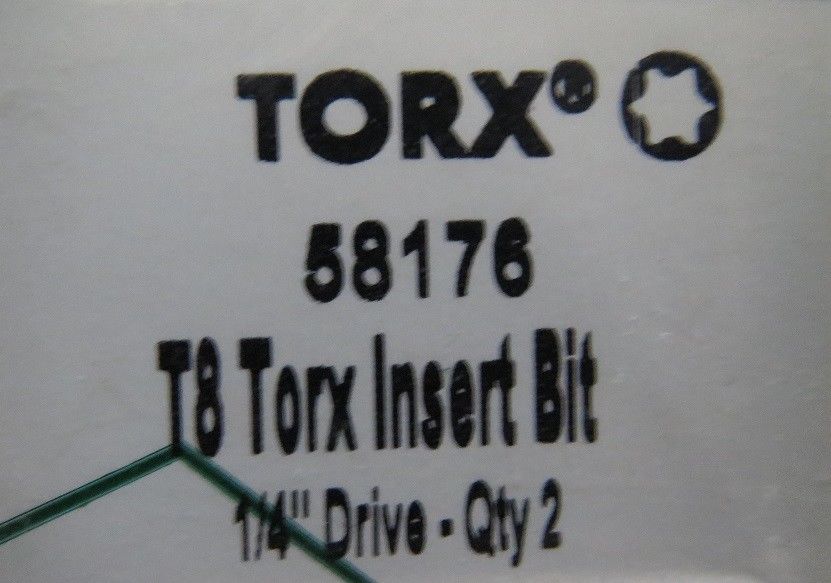 TORX®
58176
T8 Torx Insert Bit
1/4" Drive - Qty 2